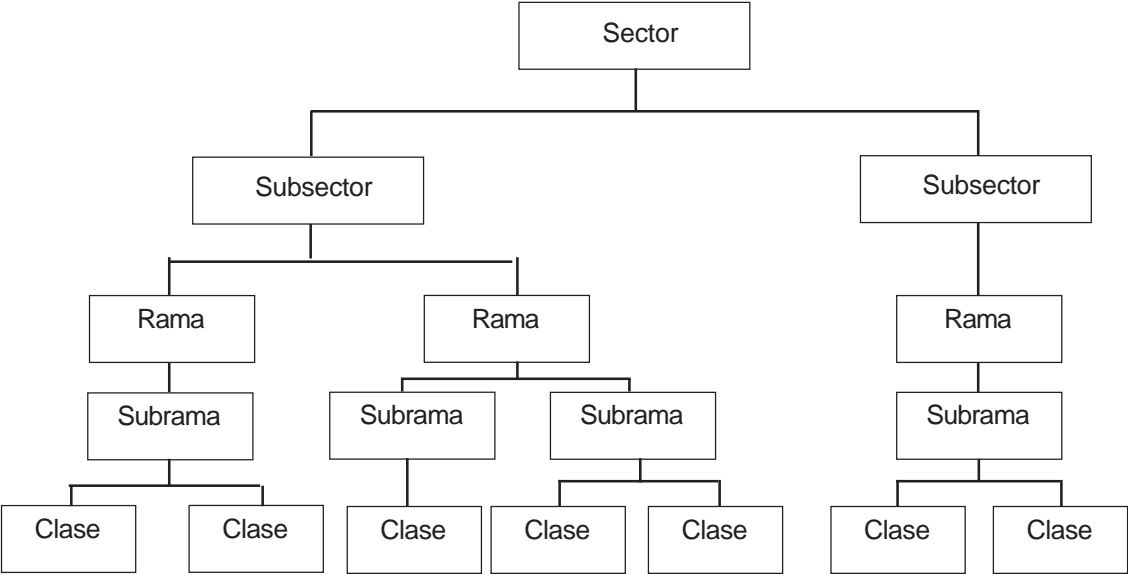 Sector
Subsector Subsector
Rama Rama Rama
Subrama Subrama Subrama Subrama
Clase Clase Clase Clase Clase Clase Clase